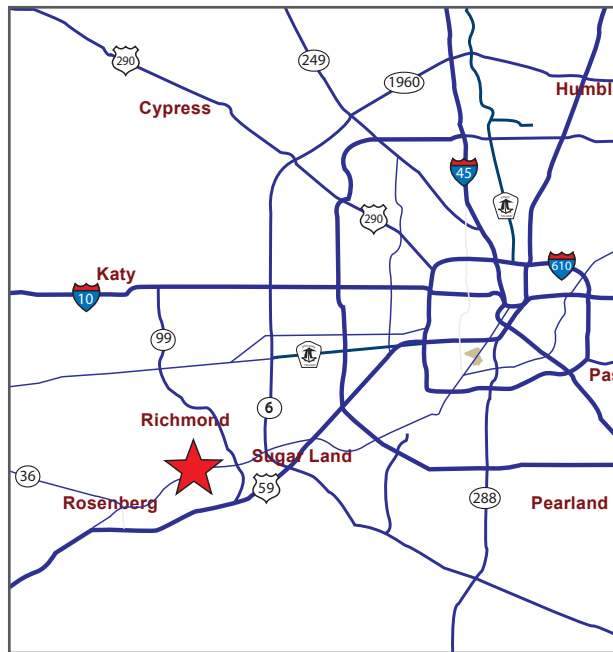 290
249
1960
Humbl
Cypress
45
290
610
Katy
10
99
Pas
Richmond
6
Sugar Land
36
59
Rosenberg
288
Pearland